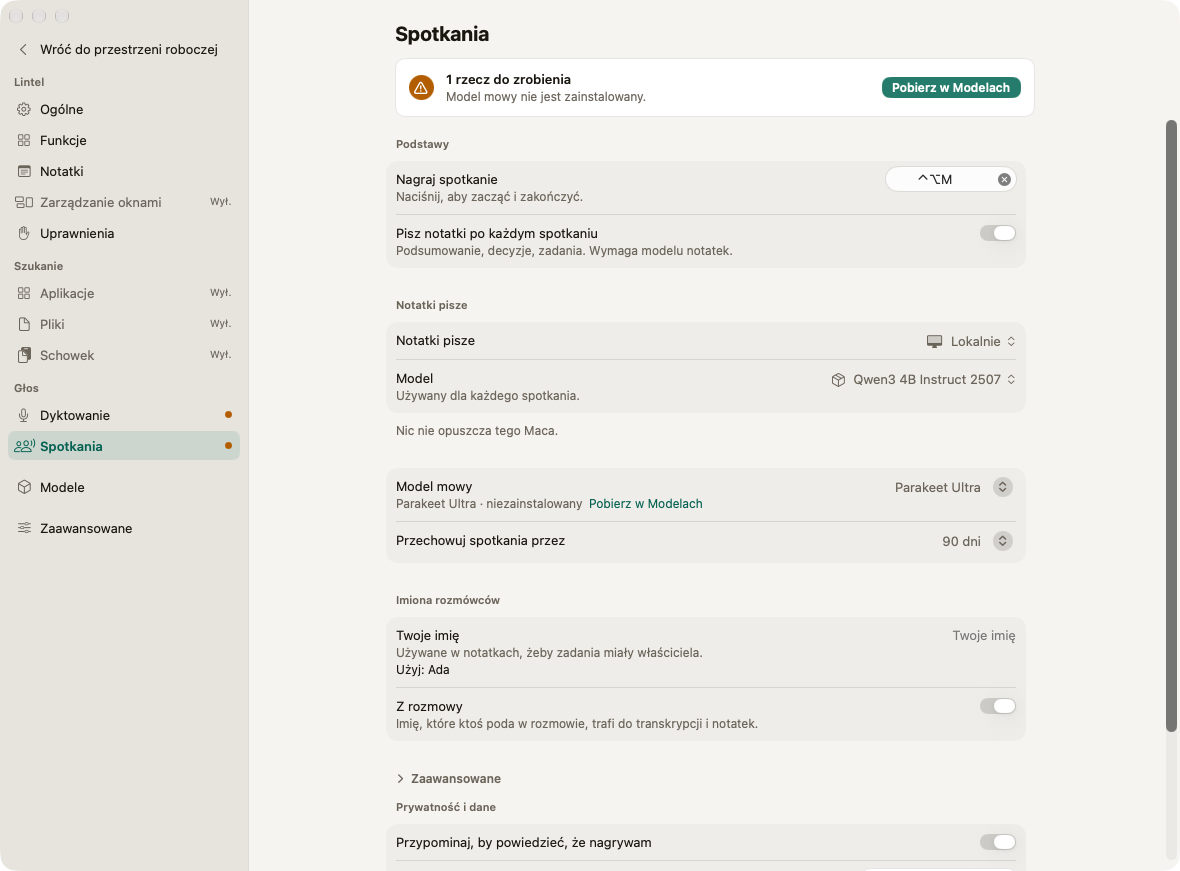 Wróć do przestrzeni roboczej
Lintel
Ogólne
Funkcje
Notatki
Zarządzanie oknami Wył.
Uprawnienia
Szukanie
Aplikacje Wył.
Pliki Wył.
Schowek Wył.
Głos
Dyktowanie
Spotkania
Modele
Zaawansowane
Spotkania
1 rzecz do zrobienia
Model mowy nie jest zainstalowany.
Pobierz w Modelach
Podstawy
Nagraj spotkanie ⌃⌥M
Naciśnij, aby zacząć i zakończyć.
Pisz notatki po każdym spotkaniu
Podsumowanie, decyzje, zadania. Wymaga modelu notatek.
Notatki pisze
Notatki pisze Lokalnie
Model Qwen3 4B Instruct 2507
Używany dla każdego spotkania.
Nic nie opuszcza tego Maca.
Model mowy Parakeet Ultra
Parakeet Ultra · niezainstalowany Pobierz w Modelach
Przechowuj spotkania przez 90 dni
Imiona rozmówców
Twoje imię Twoje imię
Używane w notatkach, żeby zadania miały właściciela.
Użyj: Ada
Z rozmowy
Imię, które ktoś poda w rozmowie, trafi do transkrypcji i notatek.
Zaawansowane
Prywatność i dane
Przypominaj, by powiedzieć, że nagrywam